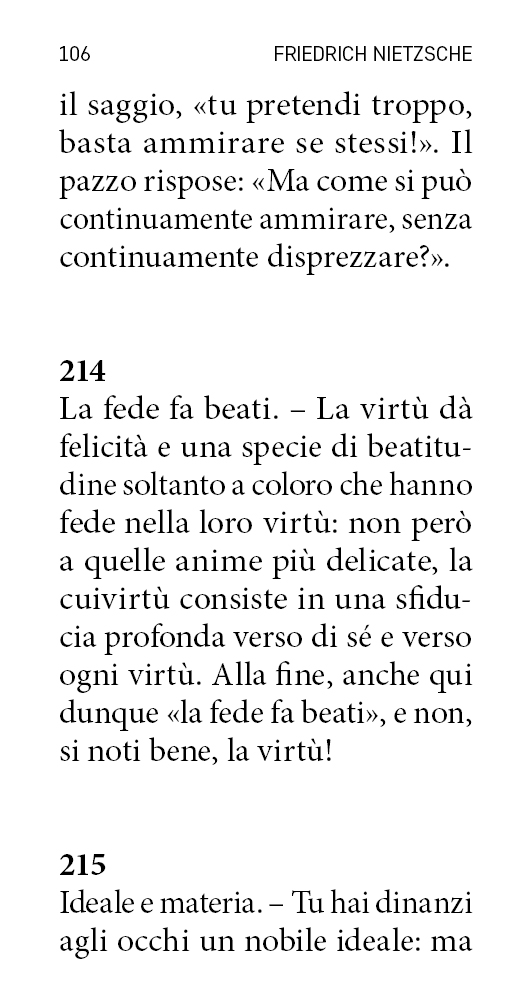 106 FRIEDRICH NIETZSCHE
il saggio, «tu pretendi troppo,
basta ammirare se stessi!». Il
pazzo rispose: «Ma come si può
continuamente ammirare, senza
continuamente disprezzare?».
214
La fede fa beati. – La virtù dà
felicità e una specie di beatitu-
dine soltanto a coloro che hanno
fede nella loro virtù: non però
a quelle anime più delicate, la
cuivirtù consiste in una sfidu-
cia profonda verso di sé e verso
ogni virtù. Alla fine, anche qui
dunque «la fede fa beati», e non,
si noti bene, la virtù!
215
Ideale e materia. – Tu hai dinanzi
agli occhi un nobile ideale: ma